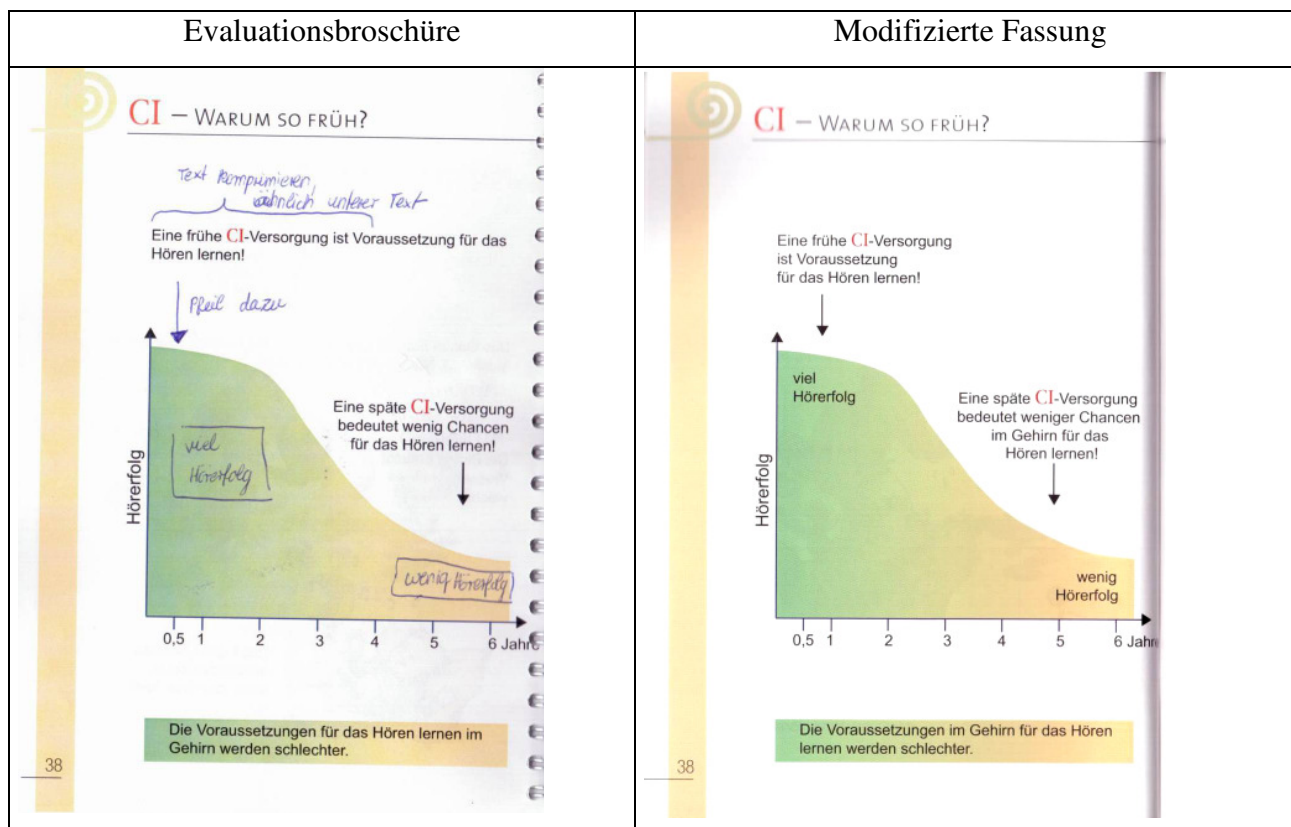 Evaluationsbroschüre
CI – WARUM SO FRÜH?
Text komprimieren,
ähnlich unterer Text
Eine frühe CI-Versorgung ist Voraussetzung für das
Hören lernen!
Pfeil dazu
Eine späte CI-Versorgung
bedeutet wenig Chancen
für das Hören lernen!
viel
Hörerfolg
Hörerfolg
wenig Hörerfolg
0,5 1 2 3 4 5 6 Jahre
Die Voraussetzungen für das Hören lernen im
Gehirn werden schlechter.
38
Modifizierte Fassung
CI – WARUM SO FRÜH?
Eine frühe CI-Versorgung
ist Voraussetzung
für das Hören lernen!
viel
Hörerfolg
Eine späte CI-Versorgung
bedeutet weniger Chancen
im Gehirn für das
Hören lernen!
Hörerfolg
wenig
Hörerfolg
0,5 1 2 3 4 5 6 Jahre
Die Voraussetzungen im Gehirn für das Hören
lernen werden schlechter.
38